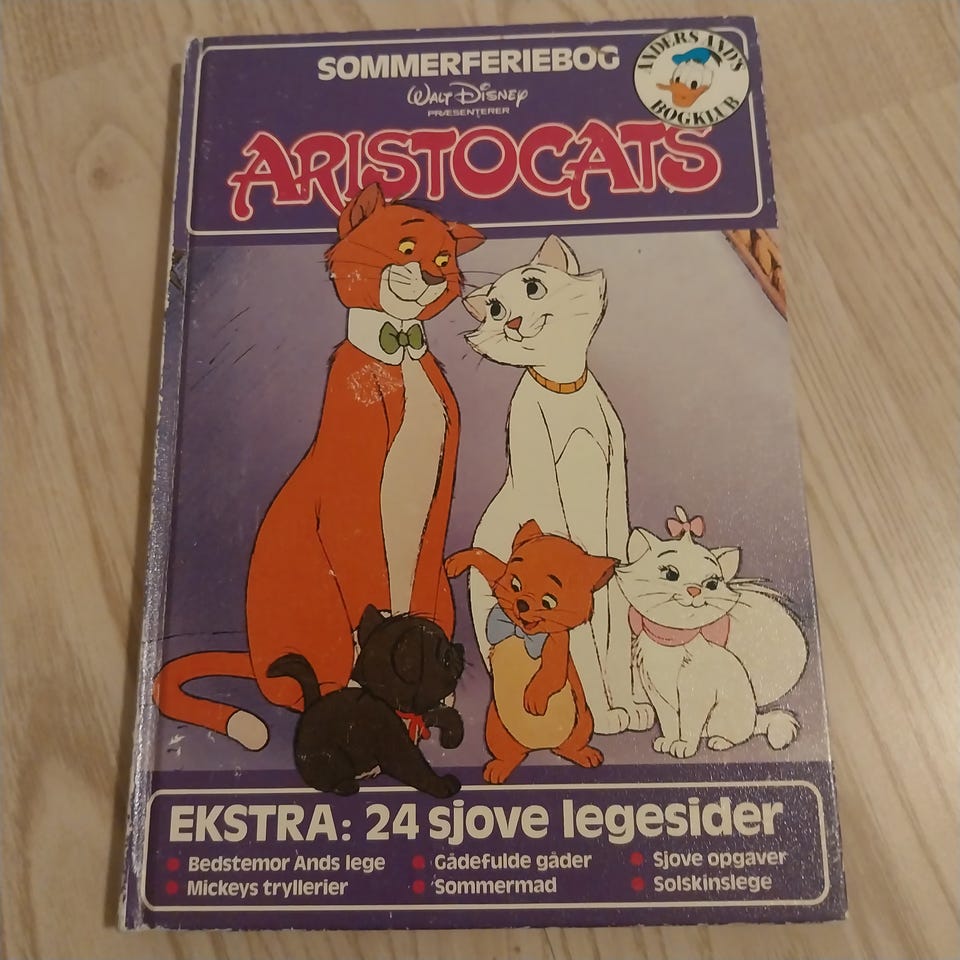 SOMMERFERIEBOG
ANDERS AND'S
BOGKLUB
WALT DISNEY
PRÆSENTERER
ARISTOCATS
EKSTRA: 24 sjove legesider
Bedstemor Ands lege
Gådefulde gåder
Sjove opgaver
Mickeys tryllerier
Sommermad
Solskinslege